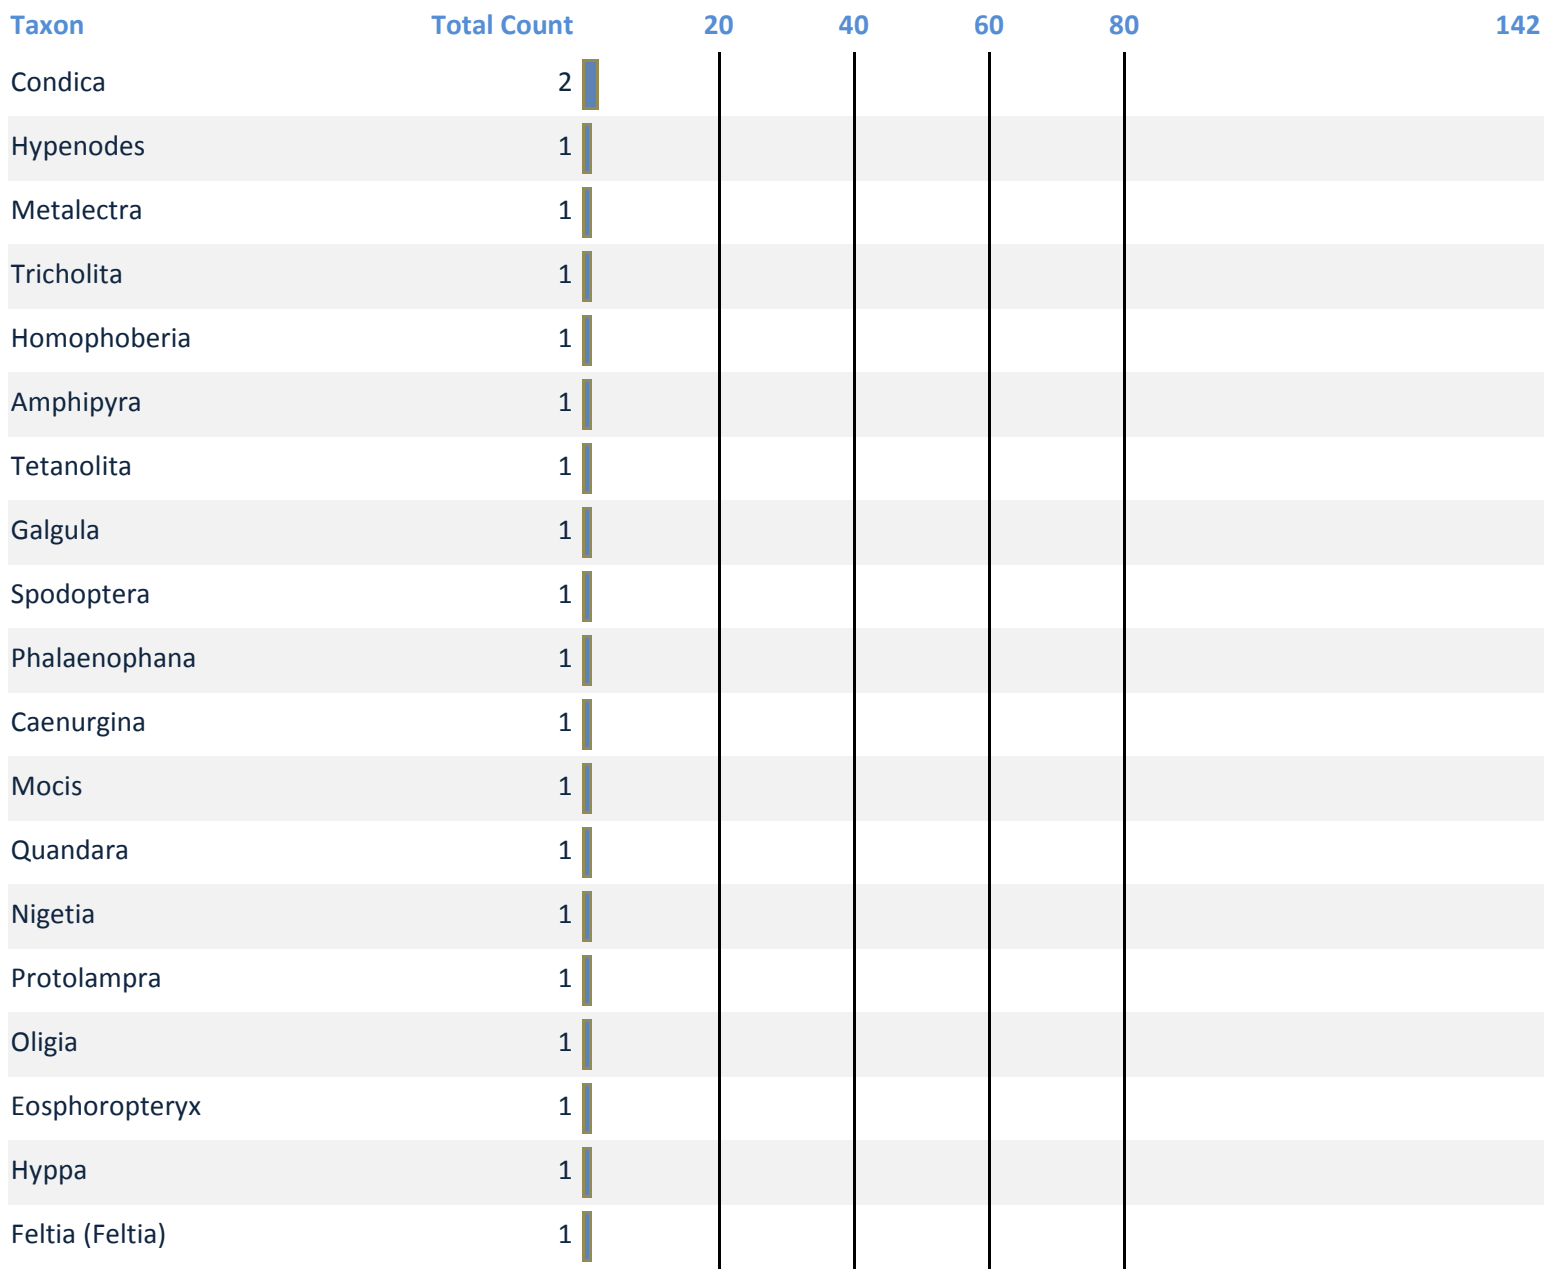 Taxon Total Count 20 40 60 80 142
Condica 2
Hypenodes 1
Metalectra 1
Tricholita 1
Homophoberia 1
Amphipyra 1
Tetanolita 1
Galgula 1
Spodoptera 1
Phalaenophana 1
Caenurgina 1
Mocis 1
Quandara 1
Nigetia 1
Protolampra 1
Oligia 1
Eosphoropteryx 1
Hyppa 1
Feltia (Feltia) 1